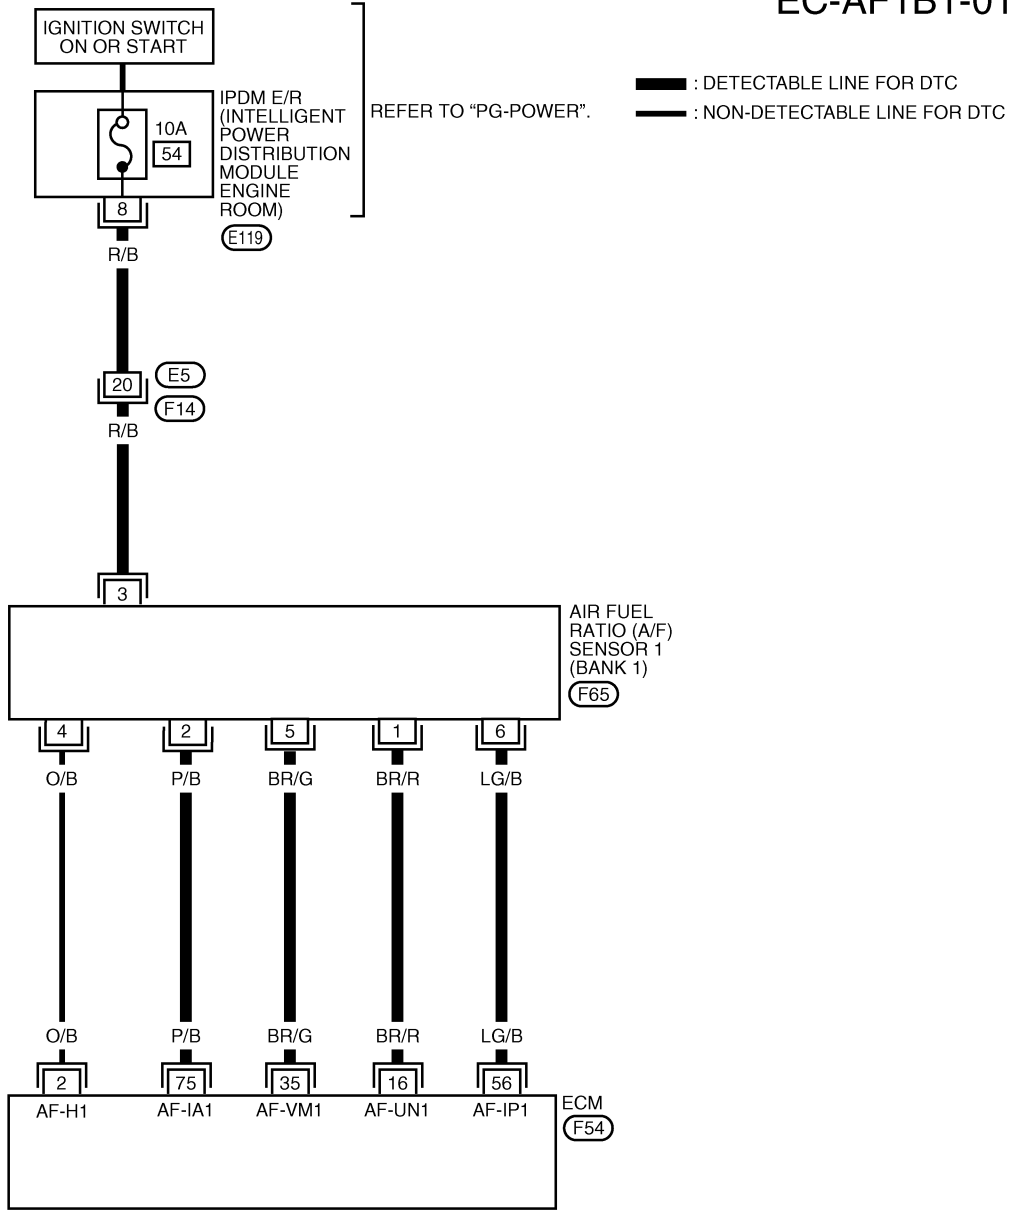 EC-AF1B1-01
IGNITION SWITCH
ON OR START
: DETECTABLE LINE FOR DTC
: NON-DETECTABLE LINE FOR DTC
10A
54
IPDM E/R
(INTELLIGENT
POWER
DISTRIBUTION
MODULE
ENGINE
ROOM)
E119
REFER TO “PG-POWER”.
8
R/B
20
E5
F14
R/B
3
AIR FUEL
RATIO (A/F)
SENSOR 1
(BANK 1)
F65
4 2 5 1 6
O/B P/B BR/G BR/R LG/B
O/B P/B BR/G BR/R LG/B
2 75 35 16 56
AF-H1 AF-IA1 AF-VM1 AF-UN1 AF-IP1
ECM
F54